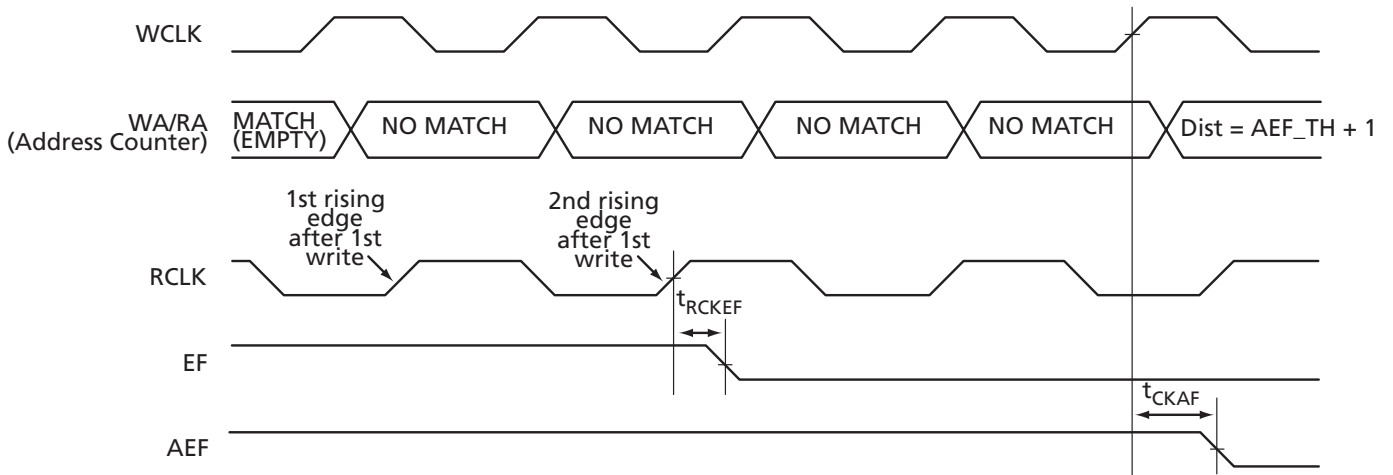 WCLK
WA/RA
(Address Counter)
MATCH
(EMPTY)
NO MATCH
NO MATCH
NO MATCH
NO MATCH
Dist = AEF_TH + 1
1st rising
edge
after 1st
write
2nd rising
edge
after 1st
write
RCLK
tRCKEF
EF
tCKAF
AEF